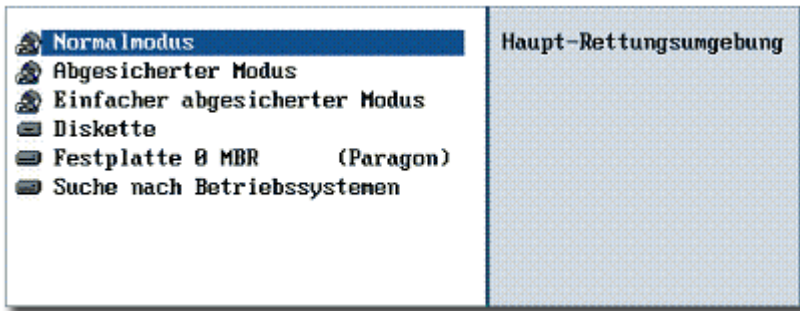 Normalmodus
Abgesicherter Modus
Einfacher abgesicherter Modus
Diskette
Festplatte 0 MBR (Paragon)
Suche nach Betriebssystemen
Haupt-Rettungsumgebung